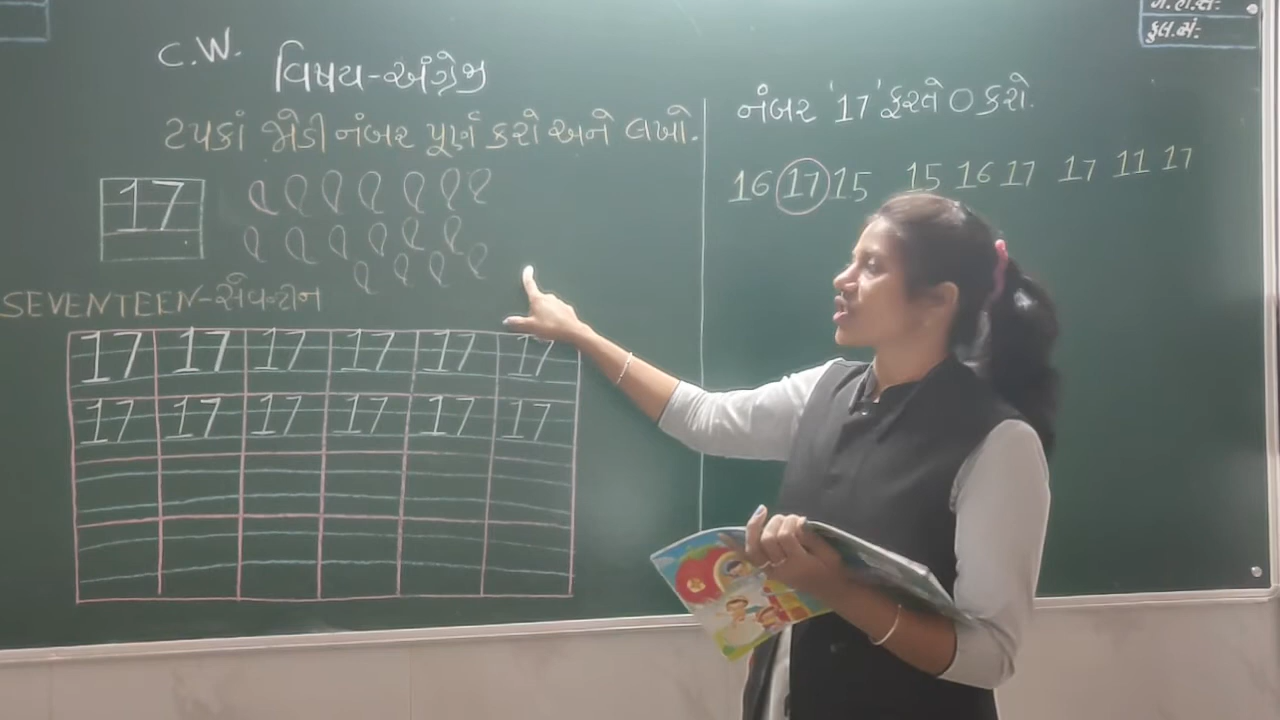 C.W.
વિષય-અંગ્રેજી
ટપકાં જોડી નંબર પૂર્ણ કરો અને લખો.
17
SEVENTEEN-સેવન્ટીન
17 17 17 17 17 17
17 17 17 17 17 17
ગે.હા.સં:
કુલ.સં:
નંબર '17' ફરતે O કરો.
16 17 15 15 16 17 17 11 17